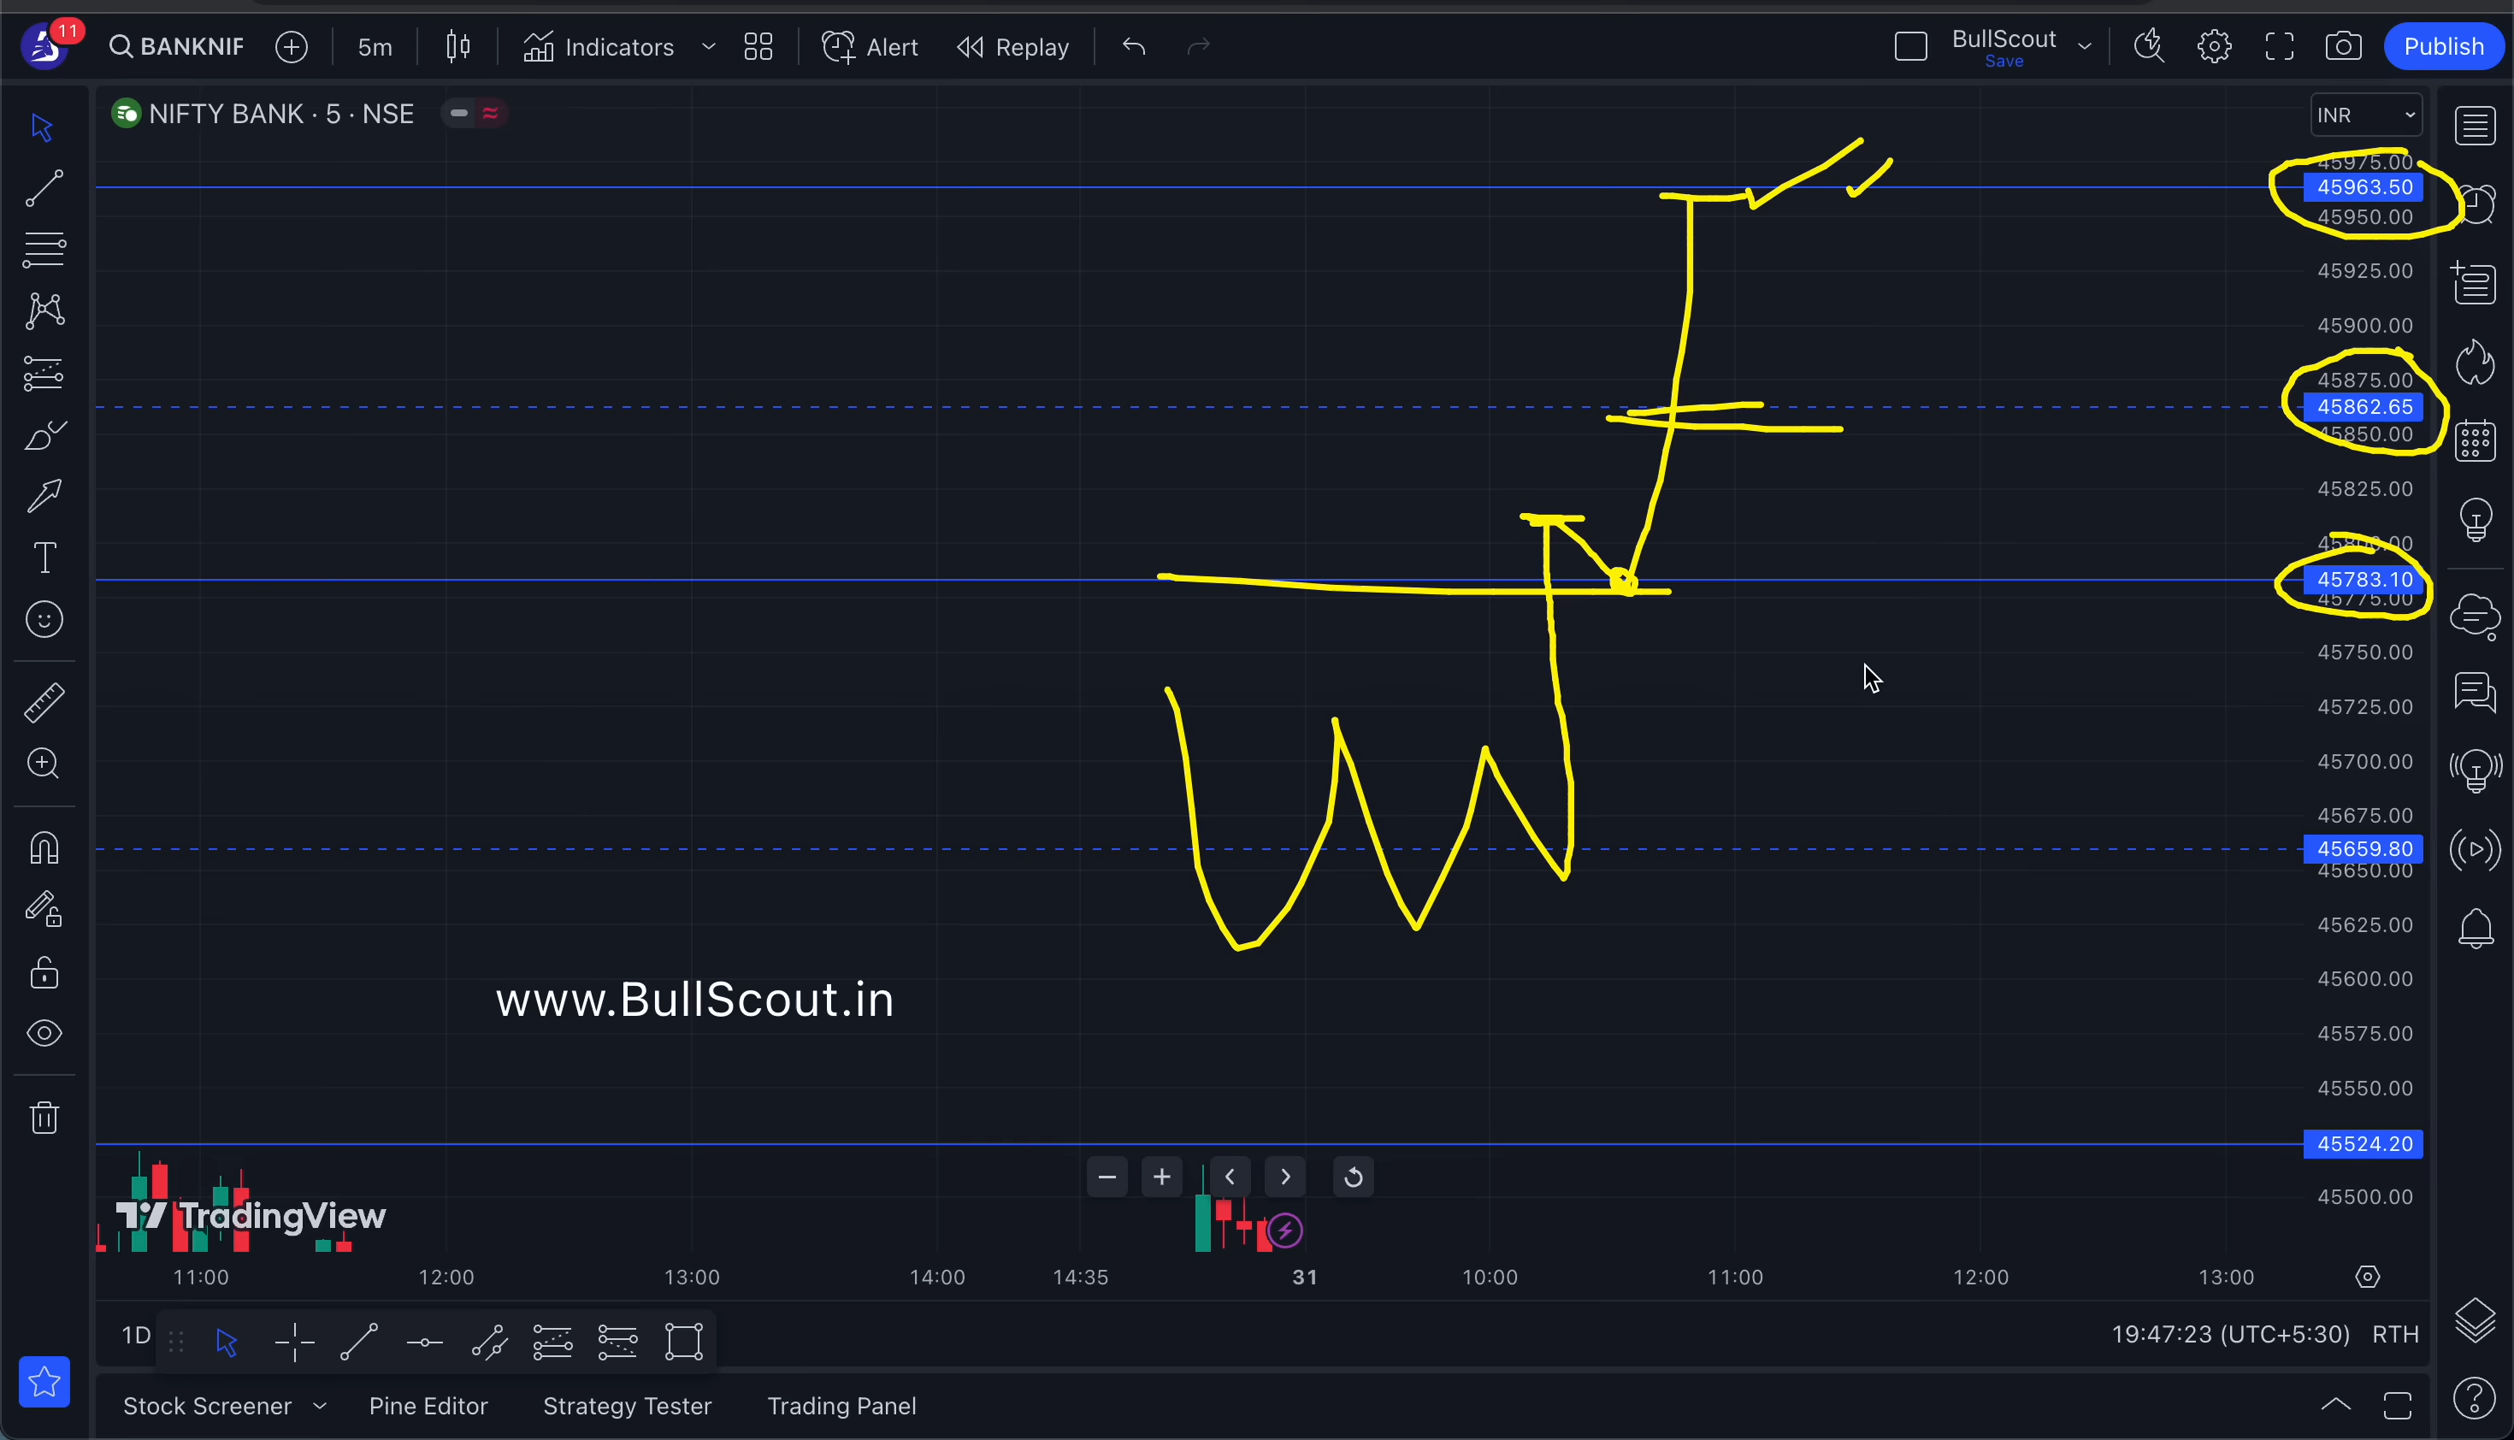 11
BANKNIF
5m
Indicators
Alert
Replay
BullScout
Save
Publish
NIFTY BANK · 5 · NSE
INR
45975.00
45963.50
45950.00
45925.00
45900.00
45875.00
45862.65
45850.00
45825.00
45800.00
45783.10
45775.00
45750.00
45725.00
45700.00
45675.00
45659.80
45650.00
45625.00
45600.00
www.BullScout.in
45575.00
45550.00
45524.20
45500.00
TradingView
11:00 12:00 13:00 14:00 14:35 31 10:00 11:00 12:00 13:00
1D
19:47:23 (UTC+5:30) RTH
Stock Screener Pine Editor Strategy Tester Trading Panel